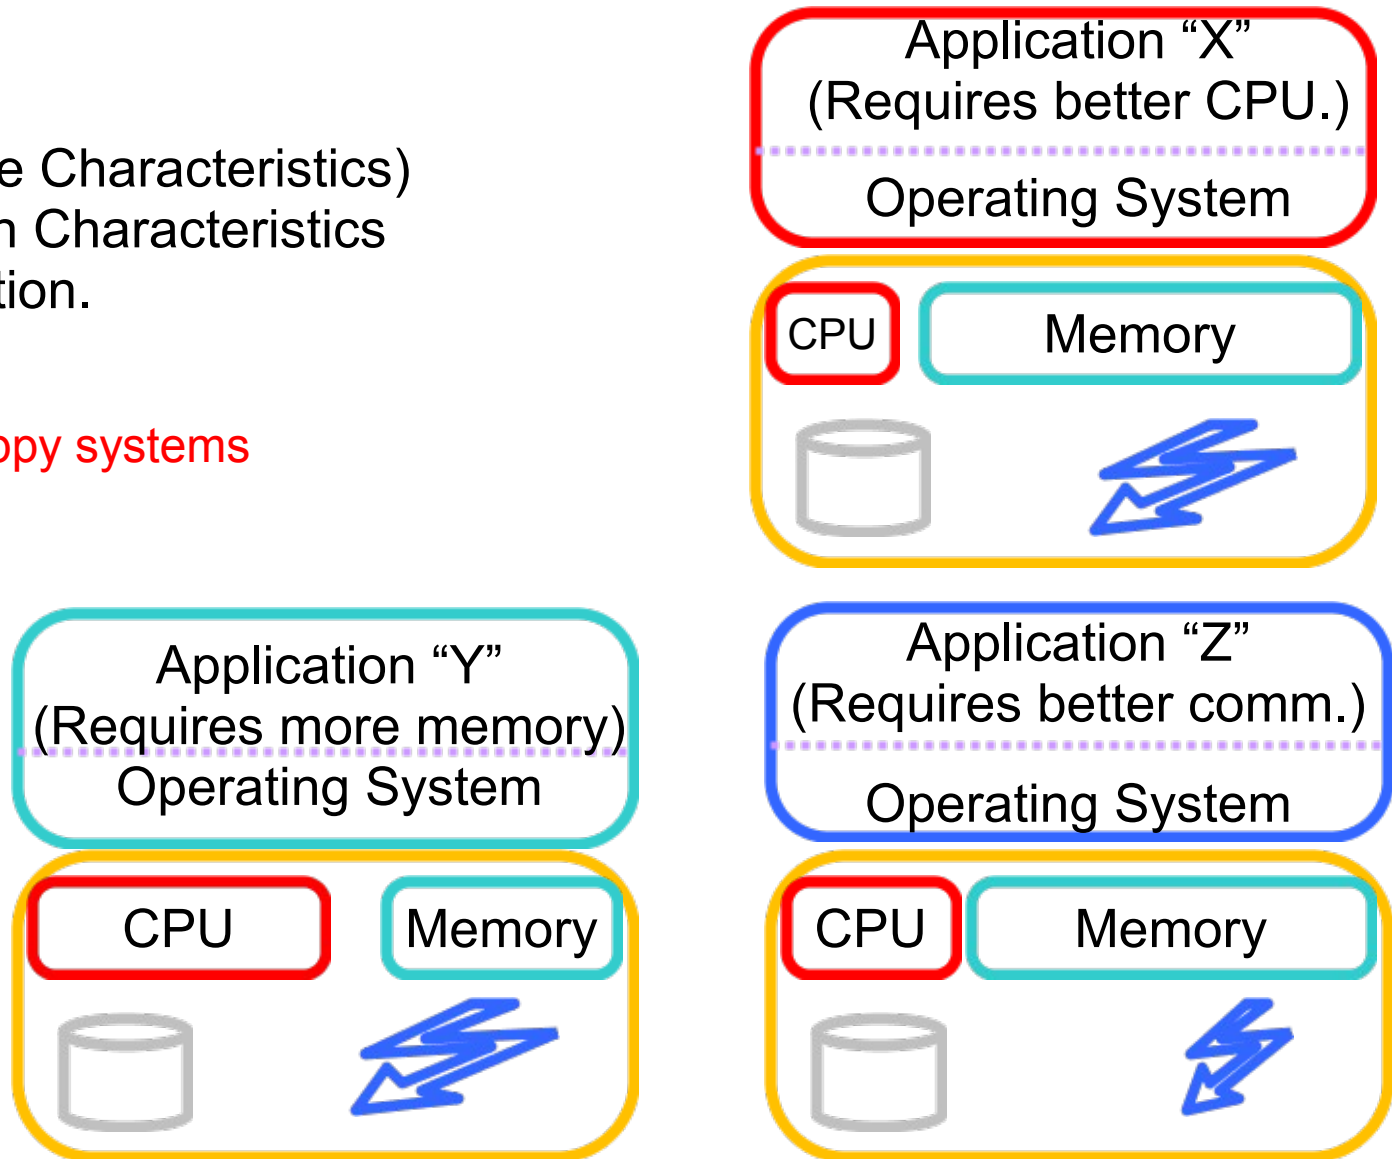 Application “X”
(Requires better CPU.)
Operating System
CPU
Memory
e Characteristics)
n Characteristics
tion.
opy systems
Application “Y”
(Requires more memory)
Operating System
CPU
Memory
Application “Z”
(Requires better comm.)
Operating System
CPU
Memory